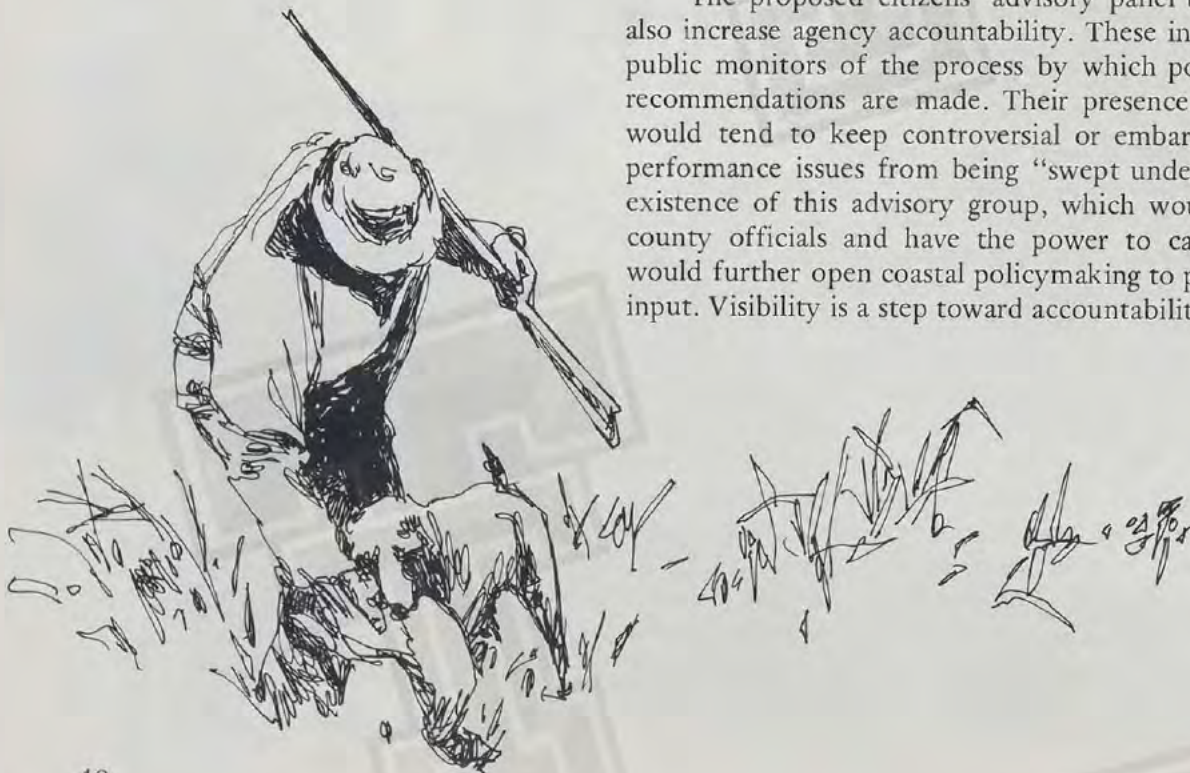 The proposed citizens' advisory panel
also increase agency accountability. These in
public monitors of the process by which po
recommendations are made. Their presence
would tend to keep controversial or embar
performance issues from being "swept unde
existence of this advisory group, which wou
county officials and have the power to ca
would further open coastal policymaking to p
input. Visibility is a step toward accountabilit